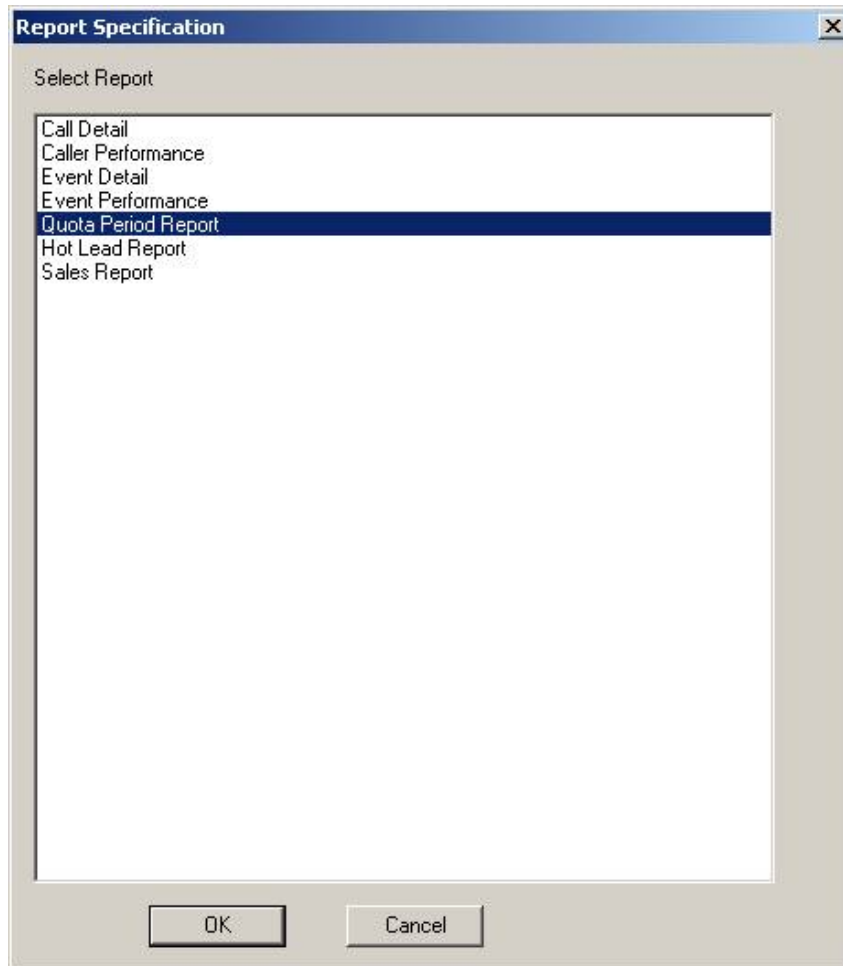 Report Specification
Select Report
Call Detail
Caller Performance
Event Detail
Event Performance
Quota Period Report
Hot Lead Report
Sales Report
OK
Cancel